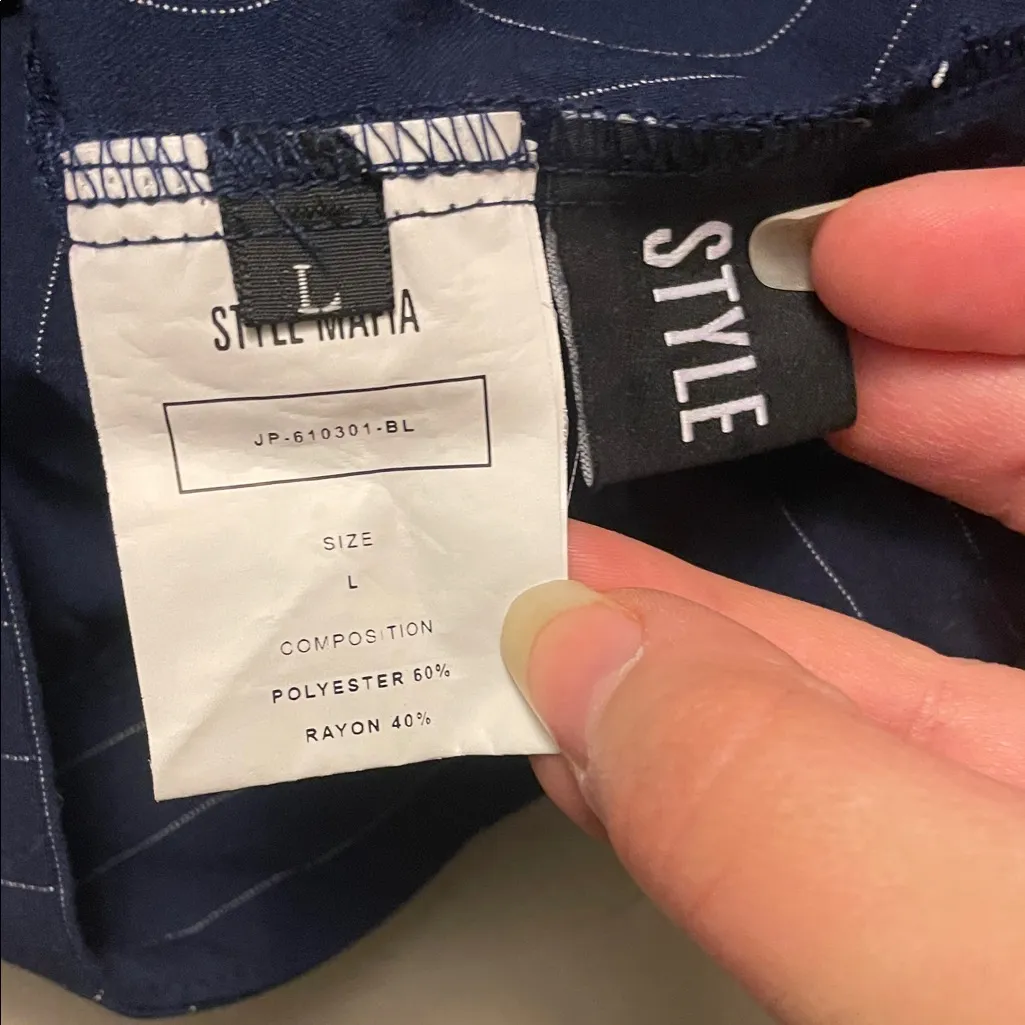 L
STYLE MAFIA
JP-610301-BL
SIZE
L
COMPOSITION
POLYESTER 60%
RAYON 40%
STYLE